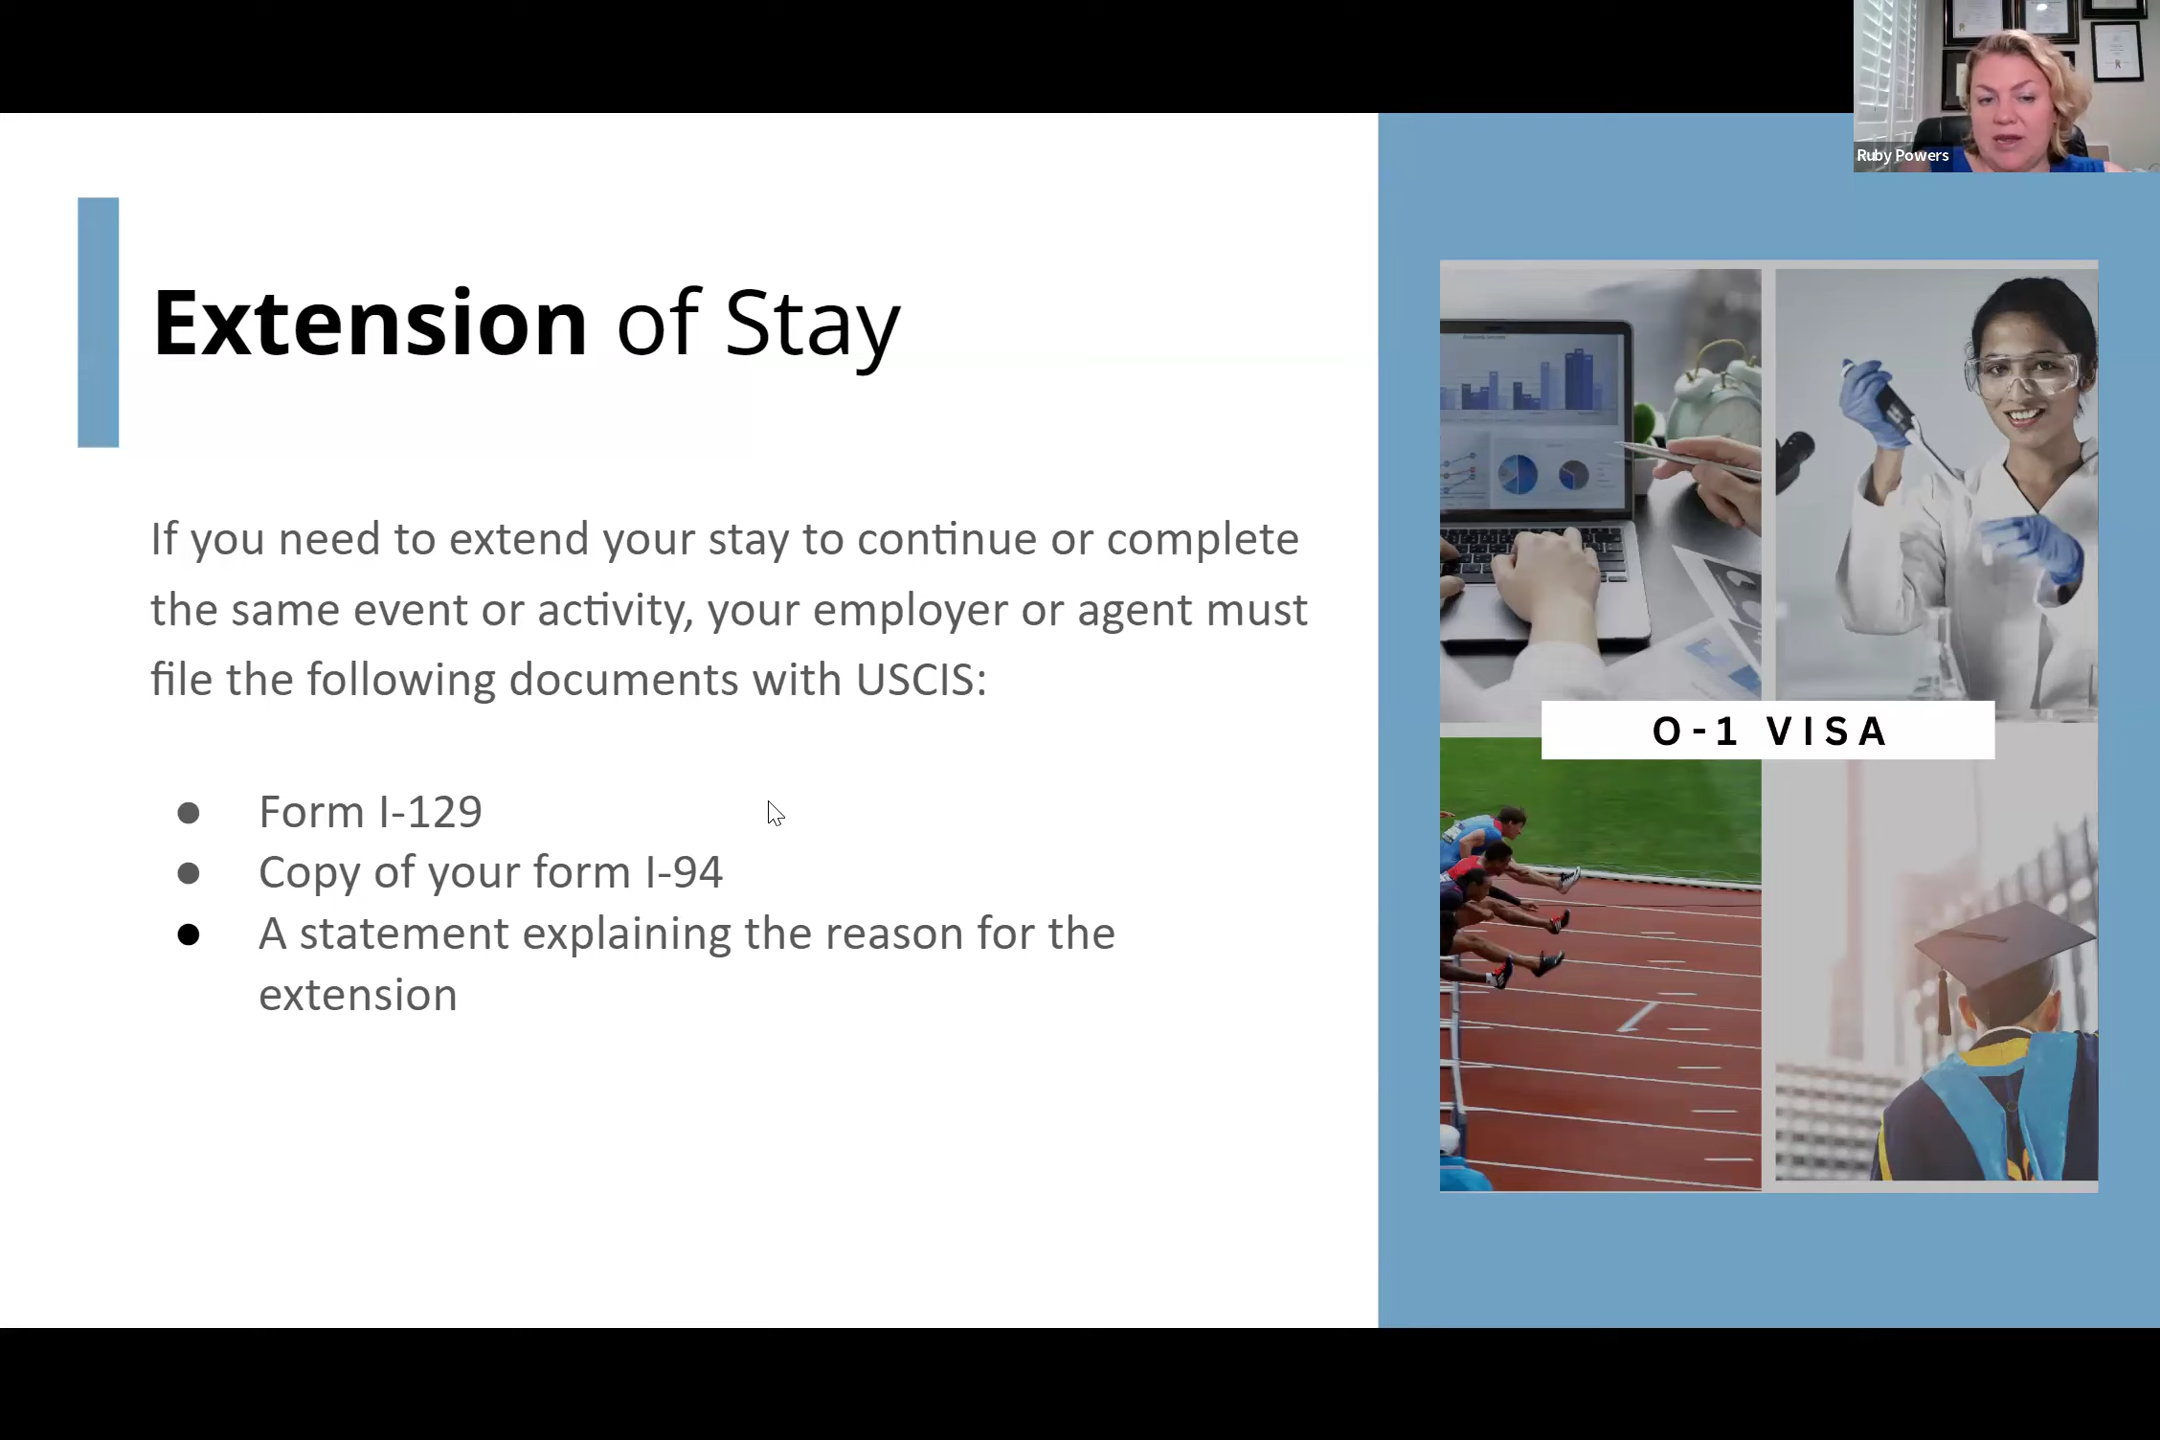 Ruby Powers
Extension of Stay
If you need to extend your stay to continue or complete
the same event or activity, your employer or agent must
file the following documents with USCIS:
● Form I-129
● Copy of your form I-94
● A statement explaining the reason for the
extension
O-1 VISA